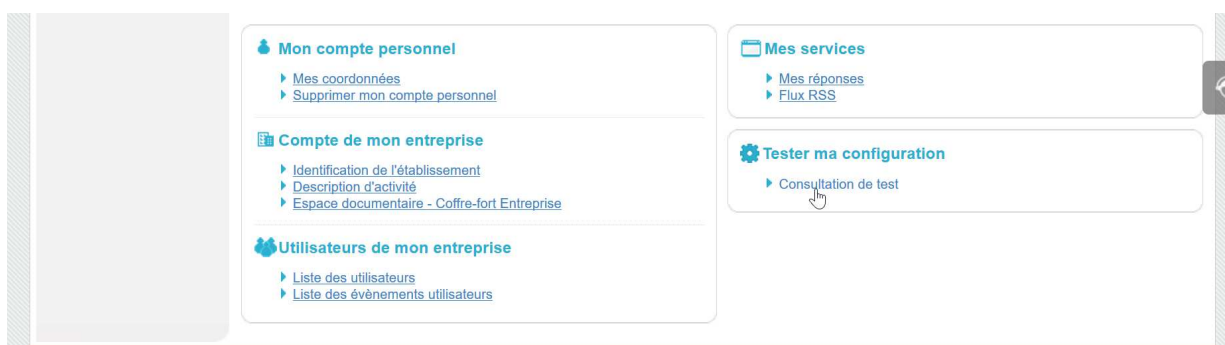 Mon compte personnel
Mes coordonnées
Supprimer mon compte personnel
Compte de mon entreprise
Identification de l'établissement
Description d'activité
Espace documentaire - Coffre-fort Entreprise
Utilisateurs de mon entreprise
Liste des utilisateurs
Liste des évènements utilisateurs
Mes services
Mes réponses
Flux RSS
Tester ma configuration
Consultation de test